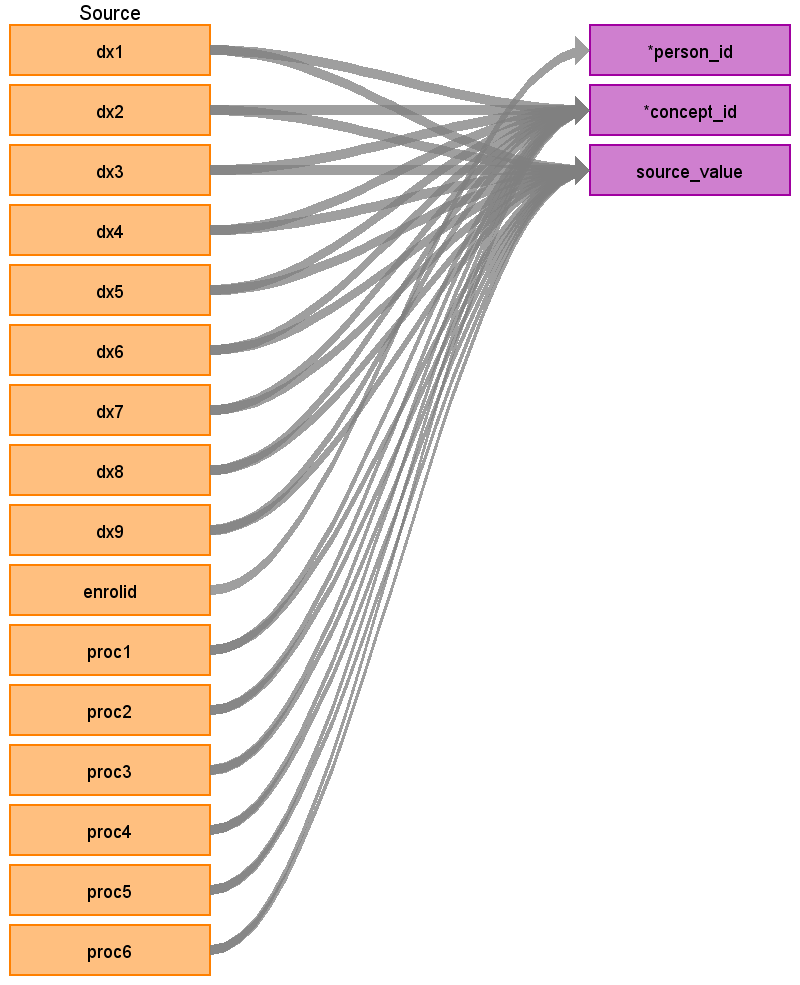 Source
dx1
*person_id
dx2
*concept_id
dx3
source_value
dx4
dx5
dx6
dx7
dx8
dx9
enrolid
proc1
proc2
proc3
proc4
proc5
proc6